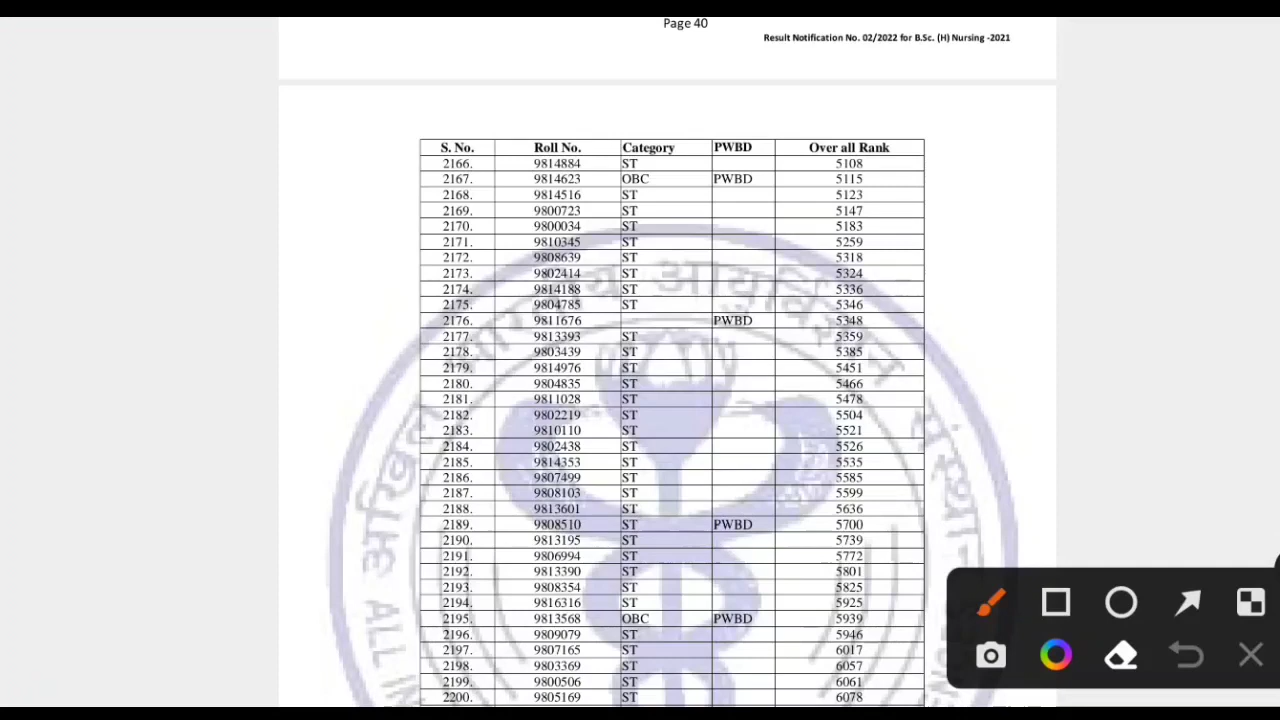 Page 40
Result Notification No. 02/2022 for B.Sc. (H) Nursing -2021
S. No. Roll No. Category PWBD Over all Rank
2166. 9814884 ST 5108
2167. 9814623 OBC PWBD 5115
2168. 9814516 ST 5123
2169. 9800723 ST 5147
2170. 9800034 ST 5183
2171. 9810345 ST 5259
2172. 9808639 ST 5318
2173. 9802414 ST 5324
2174. 9814188 ST 5336
2175. 9804785 ST 5346
2176. 9811676 PWBD 5348
2177. 9813393 ST 5359
2178. 9803439 ST 5385
2179. 9814976 ST 5451
2180. 9804835 ST 5466
2181. 9811028 ST 5478
2182. 9802219 ST 5504
2183. 9810110 ST 5521
2184. 9802438 ST 5526
2185. 9814353 ST 5535
2186. 9807499 ST 5585
2187. 9808103 ST 5599
2188. 9813601 ST 5636
2189. 9808510 ST PWBD 5700
2190. 9813195 ST 5739
2191. 9806994 ST 5772
2192. 9813390 ST 5801
2193. 9808354 ST 5825
2194. 9816316 ST 5925
2195. 9813568 OBC PWBD 5939
2196. 9809079 ST 5946
2197. 9807165 ST 6017
2198. 9803369 ST 6057
2199. 9800506 ST 6061
2200. 9805169 ST 6078
ALL IN